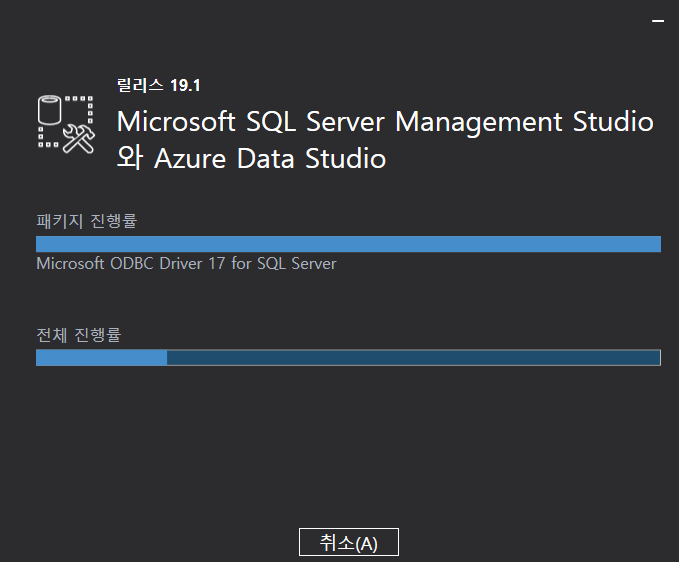 릴리스 19.1
Microsoft SQL Server Management Studio
와 Azure Data Studio
패키지 진행률
Microsoft ODBC Driver 17 for SQL Server
전체 진행률
취소(A)